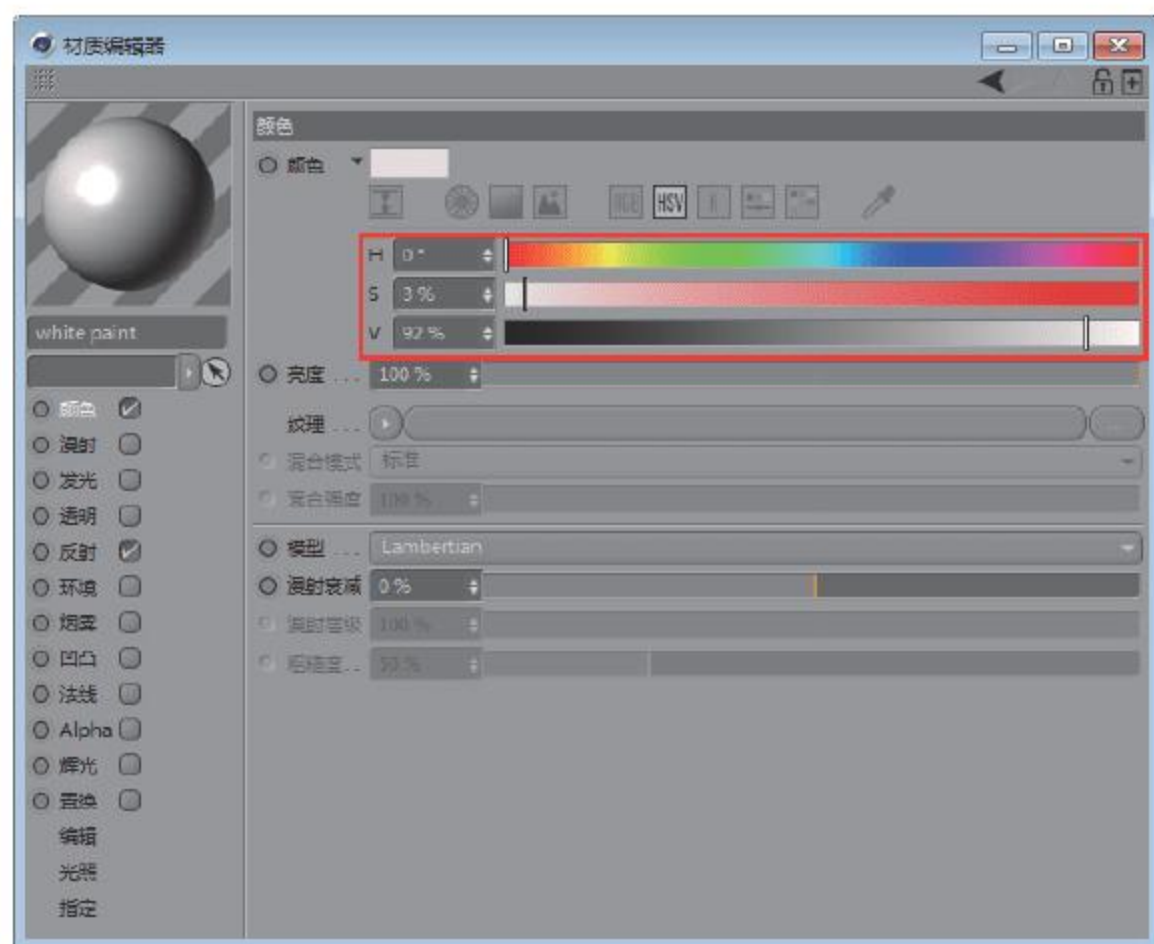 材质编辑器
颜色
颜色
RGB HSV K
H 0°
S 3 %
V 92 %
white paint
亮度 . . . 100 %
纹理 . . . ...
混合模式 标准
混合强度 100 %
模型 . . . Lambertian
漫射衰减 0 %
漫射层级 100 %
粗糙度 . . 50 %
颜色
漫射
发光
透明
反射
环境
烟雾
凹凸
法线
Alpha
辉光
置换
编辑
光照
指定